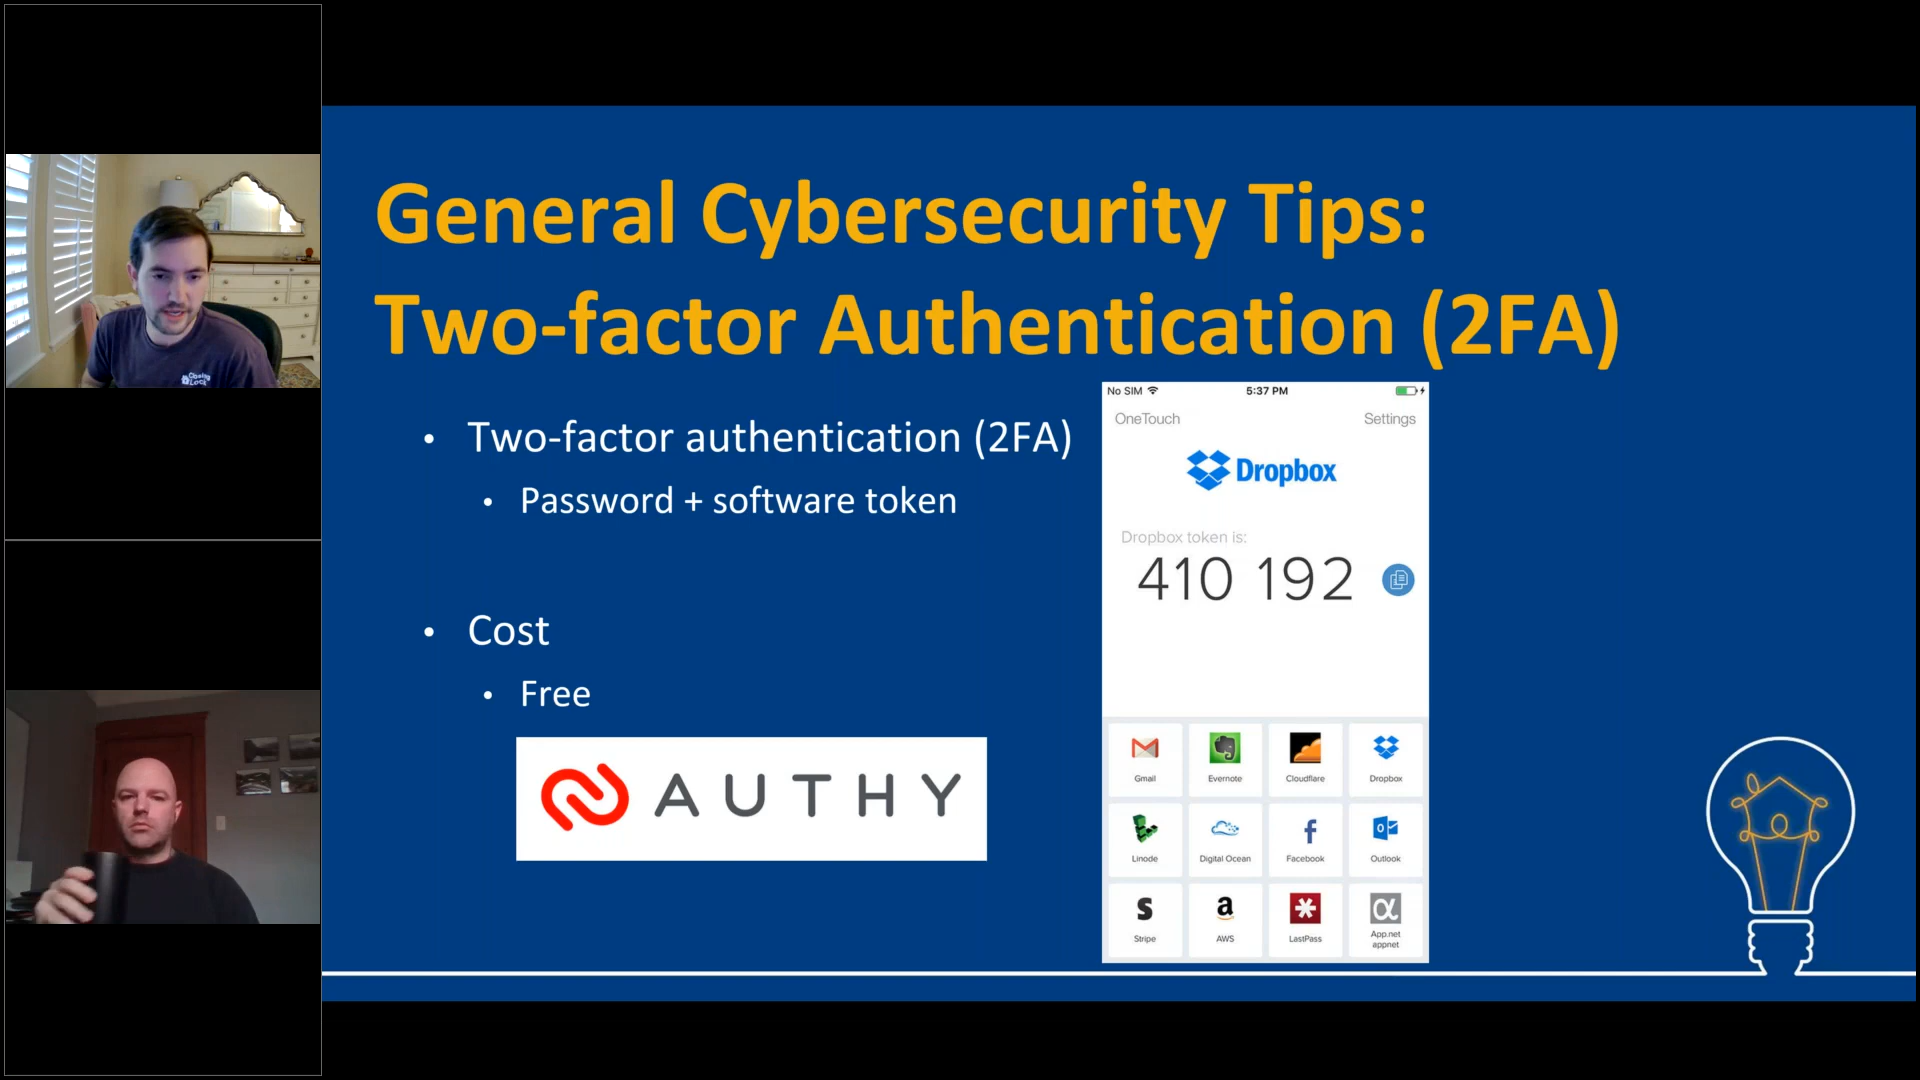 General Cybersecurity Tips:
Two-factor Authentication (2FA)
• Two-factor authentication (2FA)
• Password + software token
• Cost
• Free
AUTHY
No SIM 5:37 PM
OneTouch Settings
Dropbox
Dropbox token is:
410 192
Gmail Evernote Cloudflare Dropbox
Linode Digital Ocean Facebook Outlook
Stripe AWS LastPass App.net
appnet
Closing
Lock